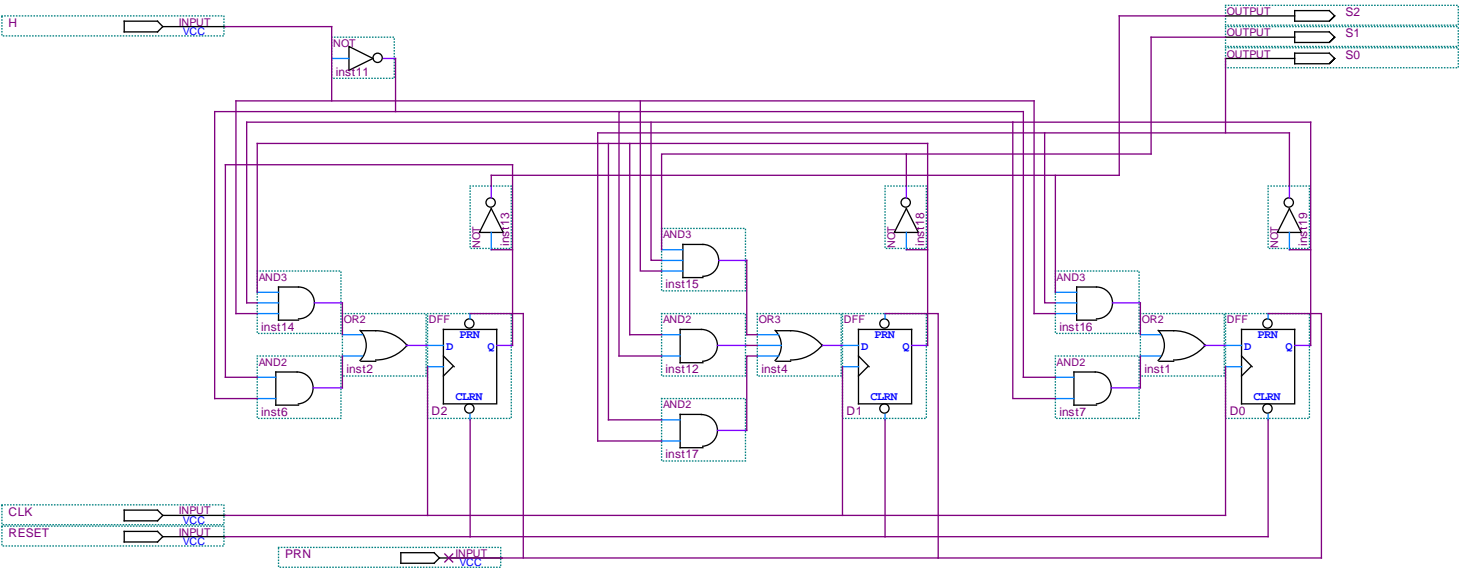 H
INPUT
VCC
OUTPUT
S2
OUTPUT
S1
OUTPUT
S0
NOT
inst11
NOT
inst13
NOT
inst18
NOT
inst19
AND3
inst14
AND2
inst6
OR2
inst2
DFF
PRN
D
Q
CLRN
D2
AND3
inst15
AND2
inst12
AND2
inst17
OR3
inst4
DFF
PRN
D
Q
CLRN
D1
AND3
inst16
AND2
inst7
OR2
inst1
DFF
PRN
D
Q
CLRN
D0
CLK
INPUT
VCC
RESET
INPUT
VCC
PRN
INPUT
VCC